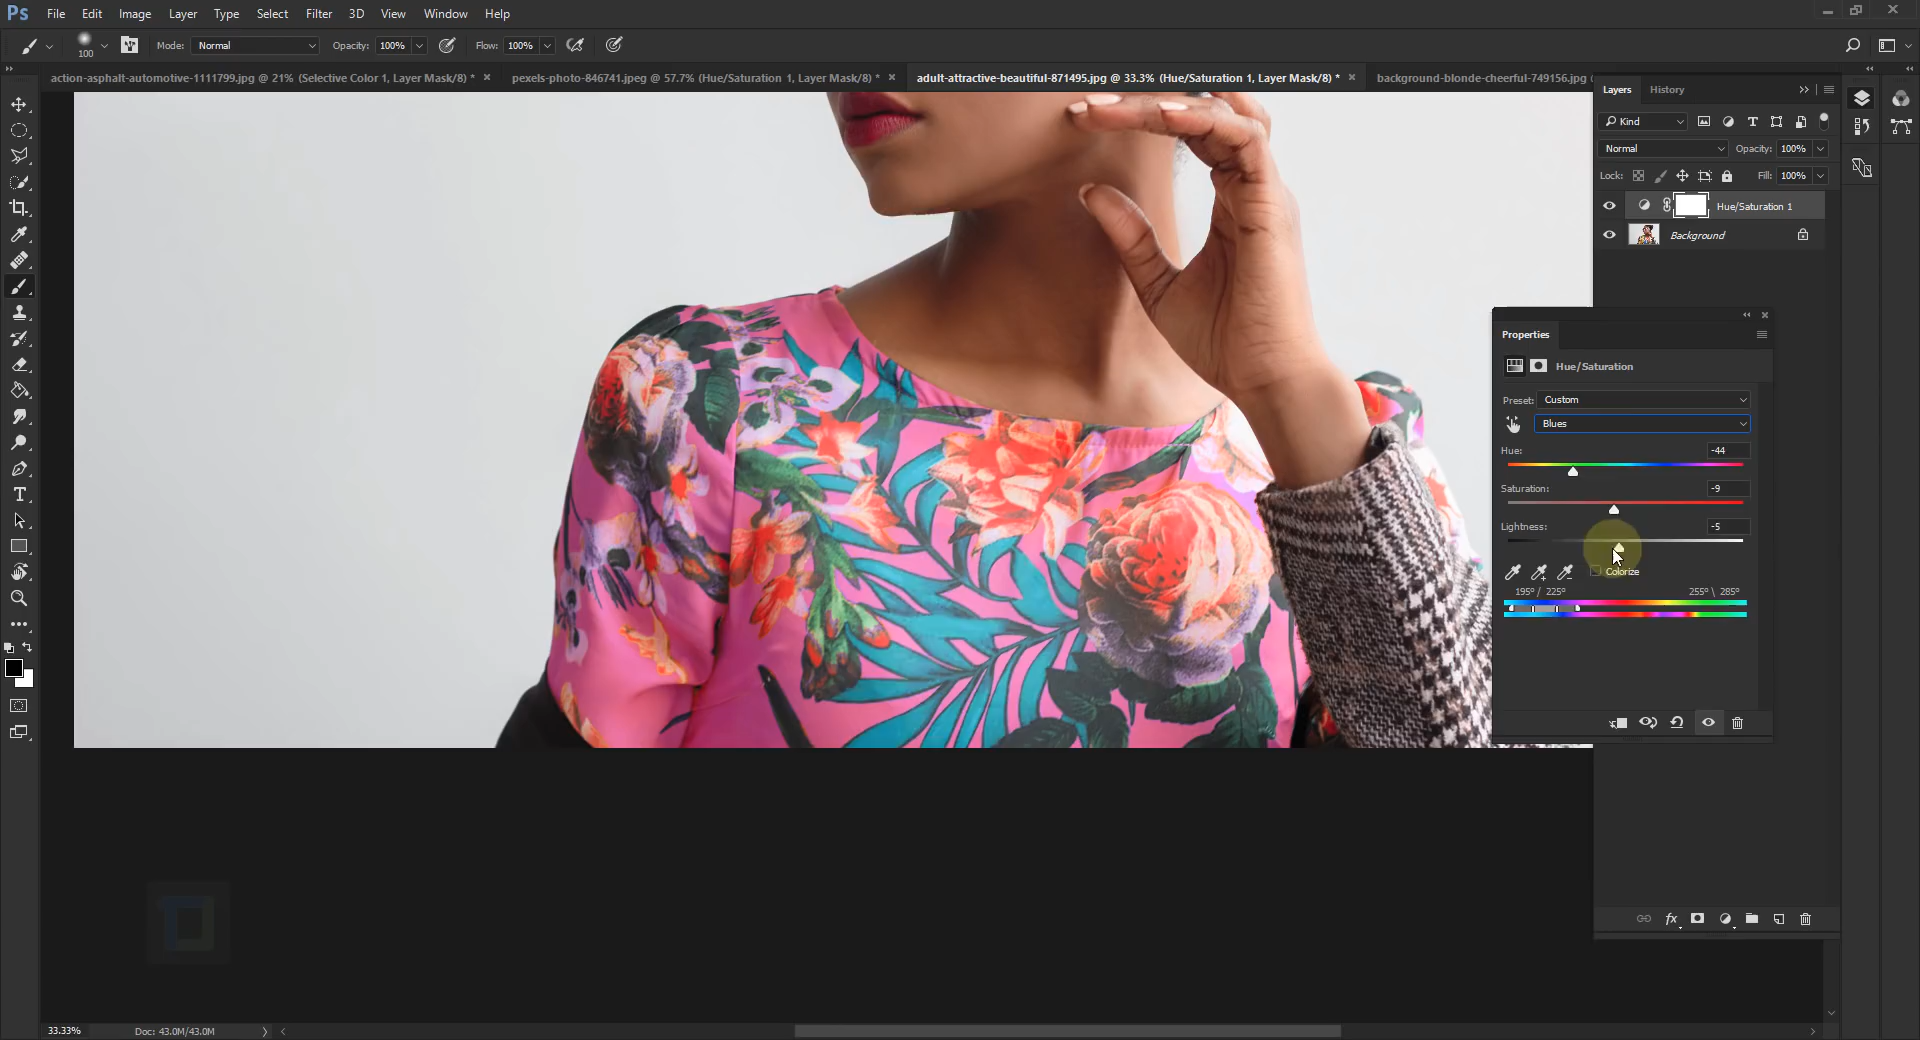 Ps File Edit Image Layer Type Select Filter 3D View Window Help
100 Mode: Normal Opacity: 100% Flow: 100%
action-asphalt-automotive-1111799.jpg @ 21% (Selective Color 1, Layer Mask/8) * pexels-photo-846741.jpeg @ 57.7% (Hue/Saturation 1, Layer Mask/8) * adult-attractive-beautiful-871495.jpg @ 33.3% (Hue/Saturation 1, Layer Mask/8) * background-blonde-cheerful-749156.jpg
Layers History
Kind
Normal Opacity: 100%
Lock: Fill: 100%
Hue/Saturation 1
Background
Properties
Hue/Saturation
Preset: Custom
Blues
Hue: -44
Saturation: -9
Lightness: -5
Colorize
195°/ 225° 255°\ 285°
fx
33.33% Doc: 43.0M/43.0M